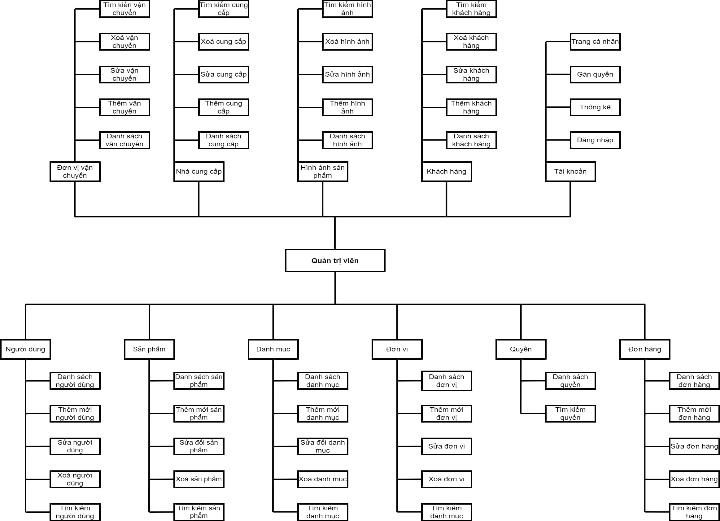 Tìm kiến vận
chuyển
Tìm kiếm cung
cấp
Tìm kiếm hình
ảnh
Tìm kiếm
khách hàng
Xoá vận
chuyển
Xoá cung cấp
Xoá hình ảnh
Xoá khách
hàng
Trang cá nhân
Sửa vận
chuyển
Sửa cung cấp
Sửa hình ảnh
Sửa khách
hàng
Gán quyền
Thêm vận
chuyển
Thêm cung
cấp
Thêm hình
ảnh
Thêm khách
hàng
Thống kê
Danh sách
vận chuyển
Danh sách
cung cấp
Danh sách
hình ảnh
Danh sách
khách hàng
Đăng nhập
Đơn vị vận
chuyển
Nhà cung cấp
Hình ảnh sản
phẩm
Khách hàng
Tài khoản
Quản trị viên
Người dùng
Sản phẩm
Danh mục
Đơn vị
Quyền
Đơn hàng
Danh sách
người dùng
Danh sách sản
phẩm
Danh sách
danh mục
Danh sách
đơn vị
Danh sách
quyền
Danh sách
đơn hàng
Thêm mới
người dùng
Thêm mới sản
phẩm
Thêm mới
danh mục
Thêm mới
đơn vị
Tìm kiếm
quyền
Thêm mới
đơn hàng
Sửa người
dùng
Sửa đổi sản
phẩm
Sửa đổi danh
mục
Sửa đơn vị
Sửa đơn hàng
Xoá người
dùng
Xoá sản phẩm
Xoá danh mục
Xoá đơn vị
Xoá đơn hàng
Tìm kiếm
người dùng
Tìm kiếm sản
phẩm
Tìm kiếm
danh mục
Tìm kiếm
danh mục
Tìm kiếm đơn
hàng